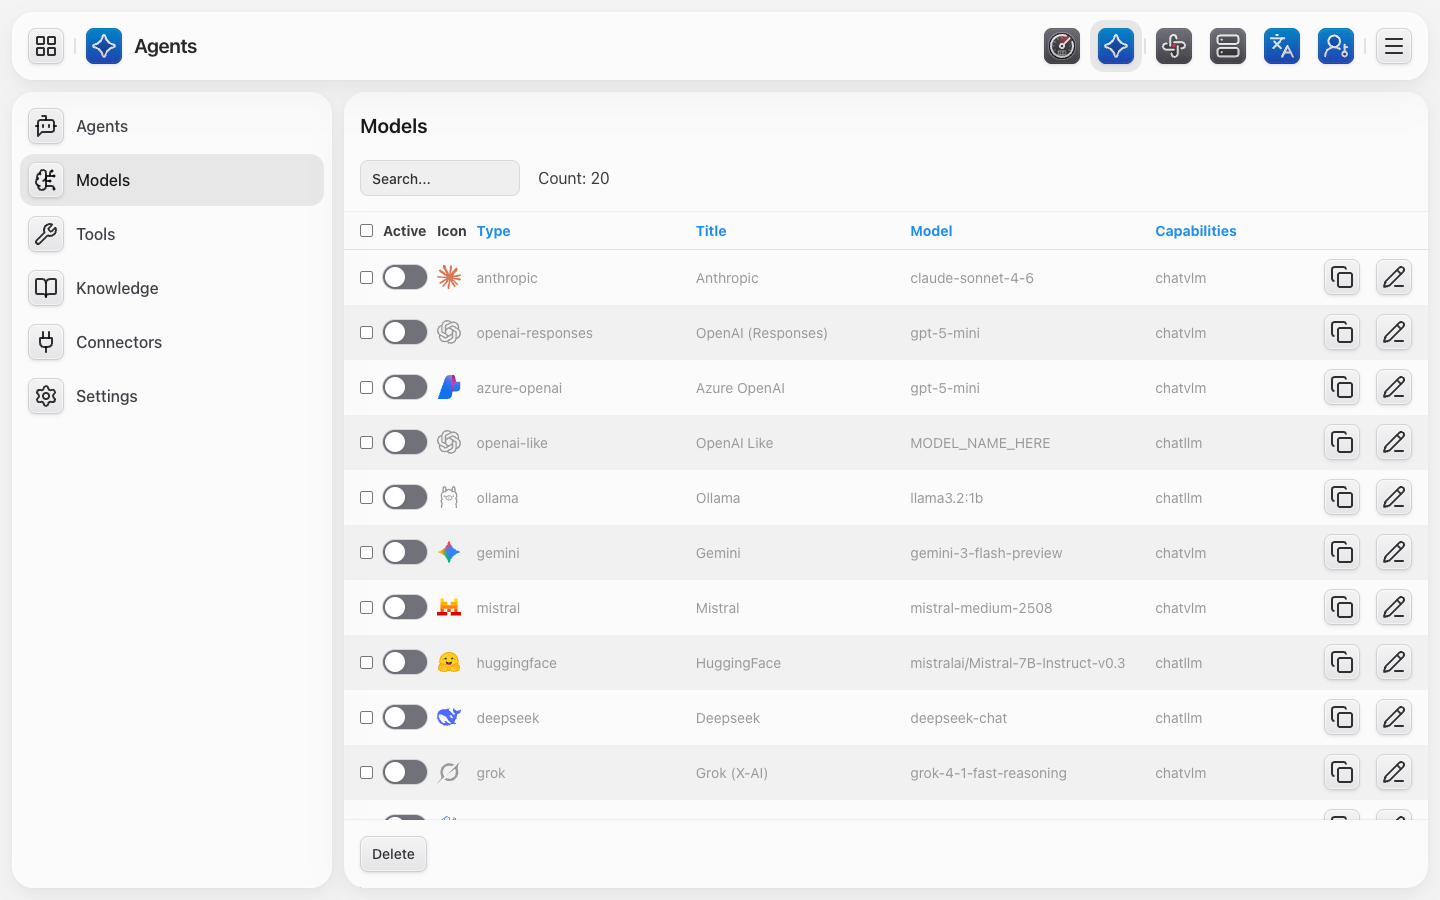 Agents
Agents
Models
Tools
Knowledge
Connectors
Settings
Models
Search...
Count: 20
Active Icon Type Title Model Capabilities
anthropic Anthropic claude-sonnet-4-6 chatvlm
openai-responses OpenAI (Responses) gpt-5-mini chatvlm
azure-openai Azure OpenAI gpt-5-mini chatvlm
openai-like OpenAI Like MODEL_NAME_HERE chatllm
ollama Ollama llama3.2:1b chatllm
gemini Gemini gemini-3-flash-preview chatvlm
mistral Mistral mistral-medium-2508 chatvlm
huggingface HuggingFace mistralai/Mistral-7B-Instruct-v0.3 chatllm
deepseek Deepseek deepseek-chat chatllm
grok Grok (X-AI) grok-4-1-fast-reasoning chatvlm
Delete